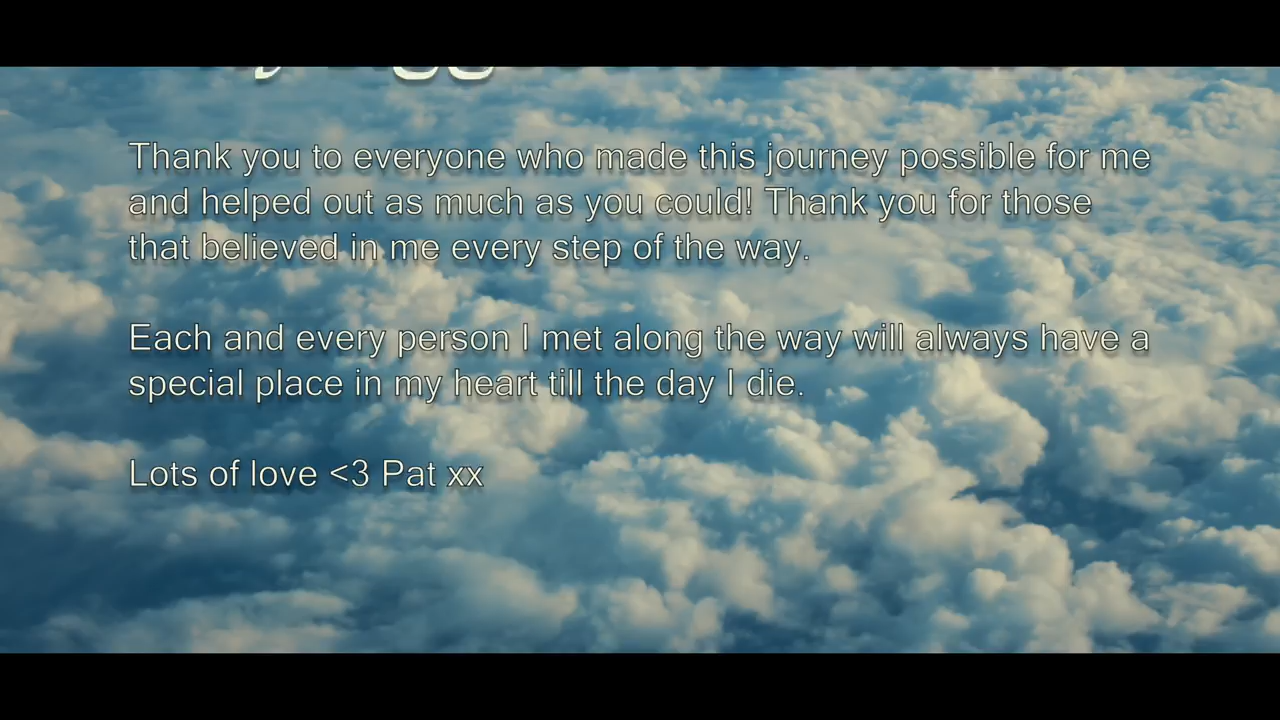 Thank you to everyone who made this journey possible for me
and helped out as much as you could! Thank you for those
that believed in me every step of the way.
Each and every person I met along the way will always have a
special place in my heart till the day I die.
Lots of love <3 Pat xx